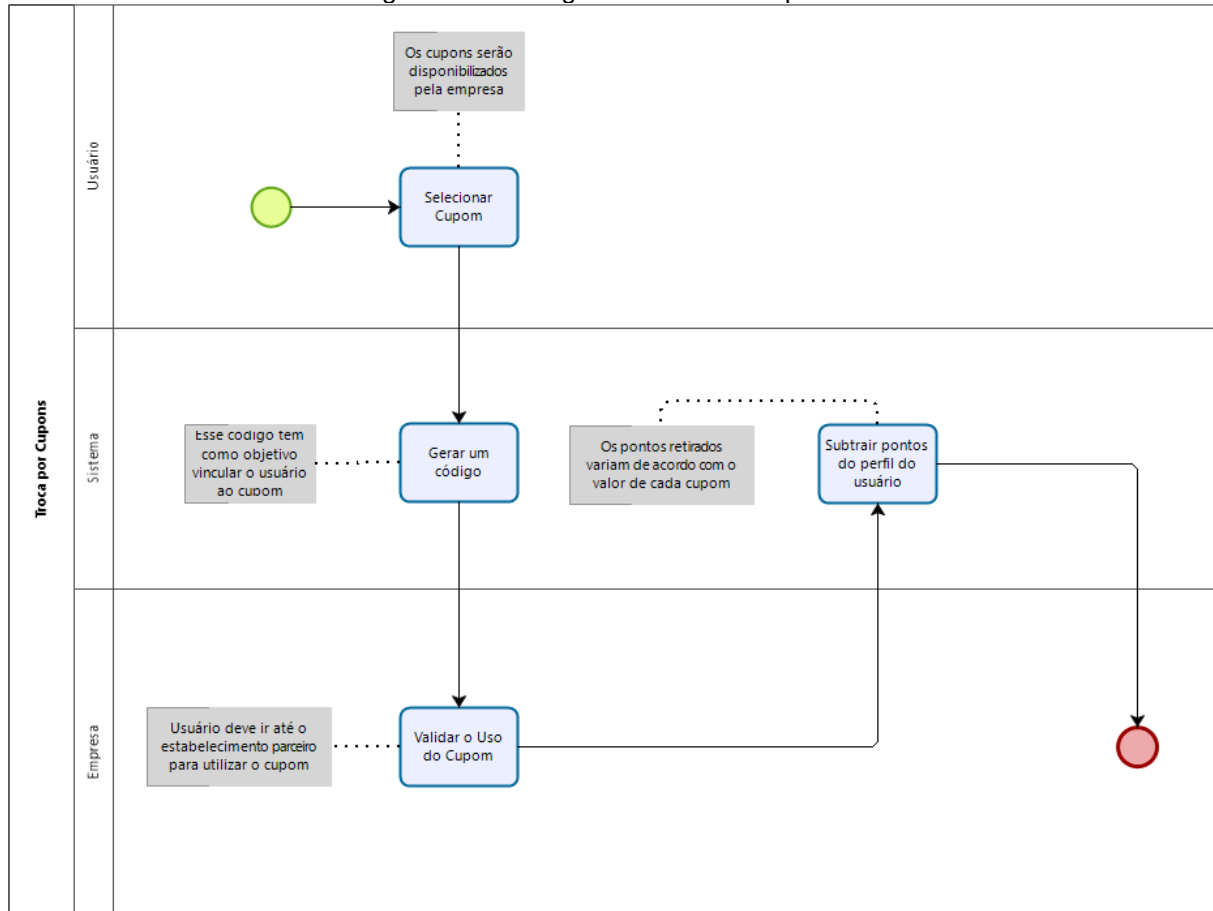 Troca por Cupons
Usuário
Os cupons serão
disponibilizados
pela empresa
Selecionar
Cupom
Sistema
Esse código tem
como objetivo
vincular o usuário
ao cupom
Gerar um
código
Os pontos retirados
variam de acordo com o
valor de cada cupom
Subtrair pontos
do perfil do
usuário
Empresa
Usuário deve ir até o
estabelecimento parceiro
para utilizar o cupom
Validar o Uso
do Cupom